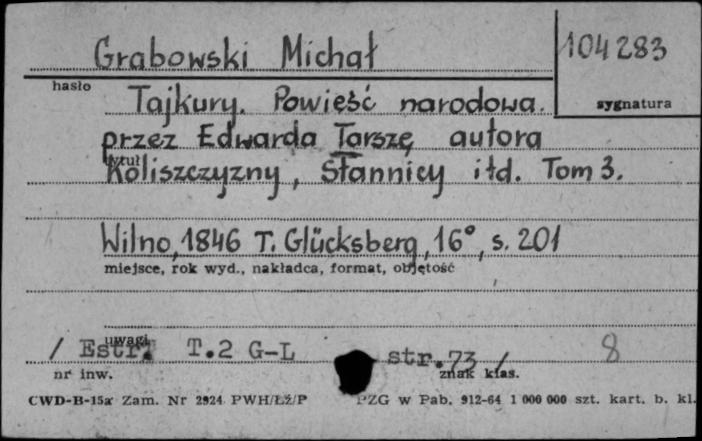 Grabowski Michał
104283
hasło
sygnatura
Tajkury. Powieść narodowa.
przez Edwarda Tarszę autora
tytuł
Koliszczyzny, Stannicy itd. Tom 3.
Wilno, 1846 T. Glücksberg, 16°, s. 201
miejsce, rok wyd., nakładca, format, objętość
uwagi
/ Estr. T.2 G-L str.73 / 8
nr inw. znak klas.
CWD-B-15a Zam. Nr 2924 PWH/ŁŻ/P PZG w Pab. 912-64 1 000 000 szt. kart. b. kl.